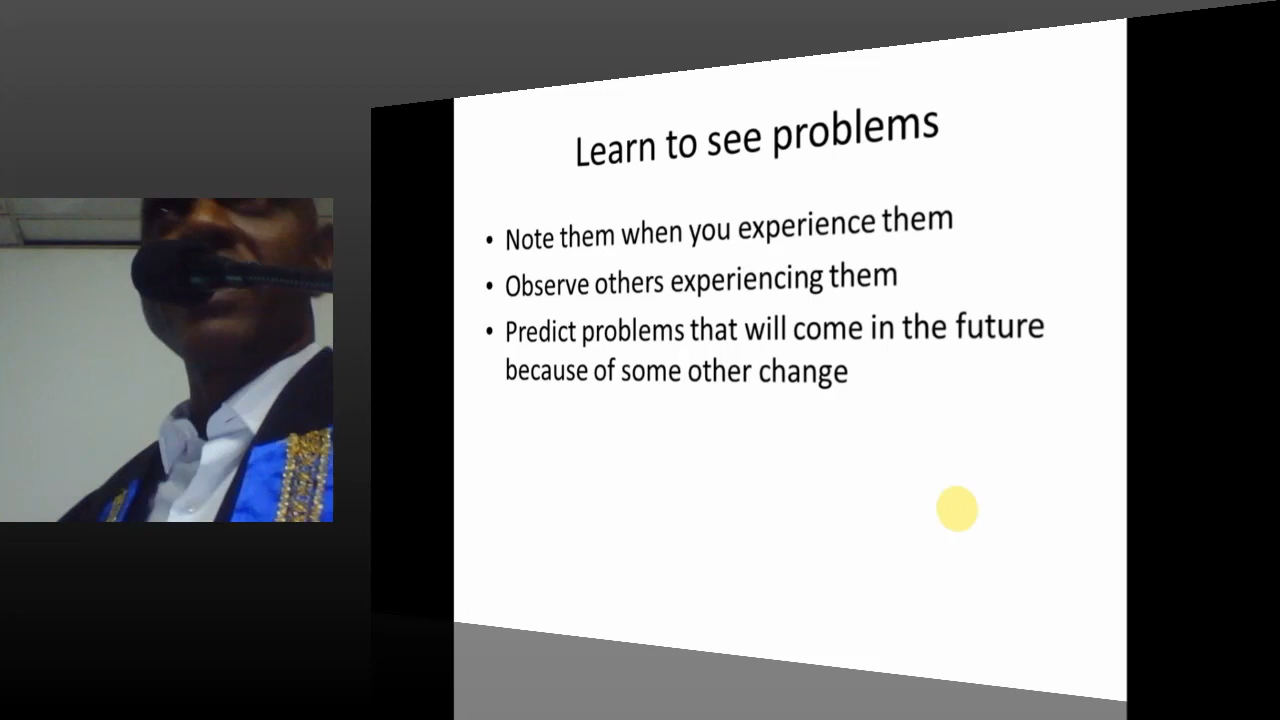 Learn to see problems
• Note them when you experience them
• Observe others experiencing them
• Predict problems that will come in the future
because of some other change